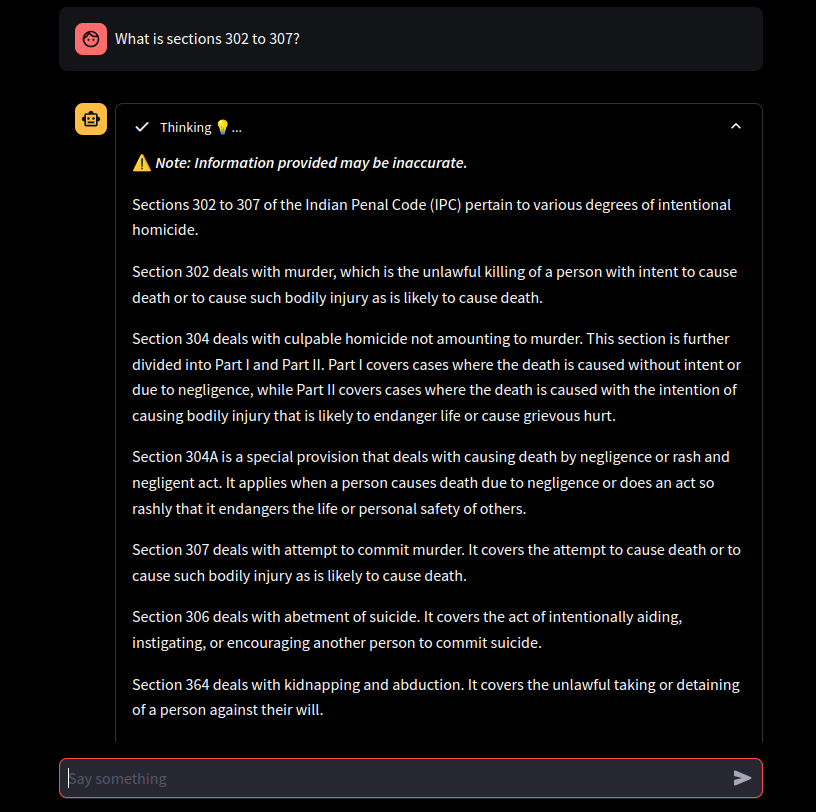 What is sections 302 to 307?
Thinking 💡...
⚠️ Note: Information provided may be inaccurate.
Sections 302 to 307 of the Indian Penal Code (IPC) pertain to various degrees of intentional
homicide.
Section 302 deals with murder, which is the unlawful killing of a person with intent to cause
death or to cause such bodily injury as is likely to cause death.
Section 304 deals with culpable homicide not amounting to murder. This section is further
divided into Part I and Part II. Part I covers cases where the death is caused without intent or
due to negligence, while Part II covers cases where the death is caused with the intention of
causing bodily injury that is likely to endanger life or cause grievous hurt.
Section 304A is a special provision that deals with causing death by negligence or rash and
negligent act. It applies when a person causes death due to negligence or does an act so
rashly that it endangers the life or personal safety of others.
Section 307 deals with attempt to commit murder. It covers the attempt to cause death or to
cause such bodily injury as is likely to cause death.
Section 306 deals with abetment of suicide. It covers the act of intentionally aiding,
instigating, or encouraging another person to commit suicide.
Section 364 deals with kidnapping and abduction. It covers the unlawful taking or detaining
of a person against their will.
Say something